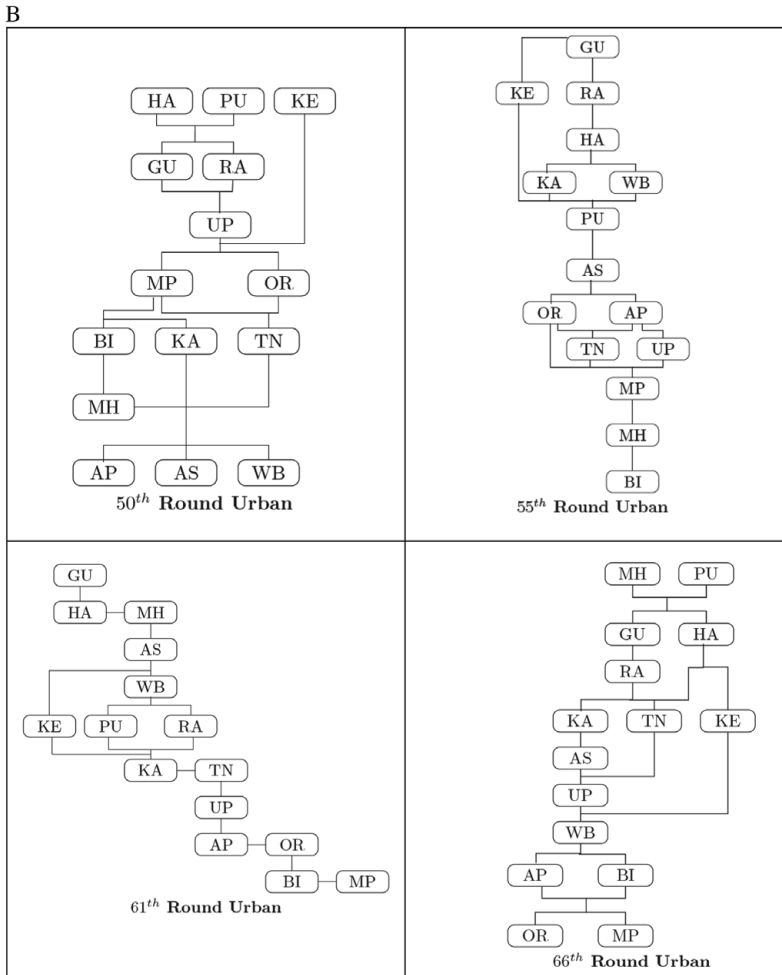 B
HA PU KE
GU RA
UP
MP OR
BI KA TN
MH
AP AS WB
50th Round Urban
GU
KE RA
HA
KA WB
PU
AS
OR AP
TN UP
MP
MH
BI
55th Round Urban
GU
HA MH
AS
WB
KE PU RA
KA TN
UP
AP OR
BI MP
61th Round Urban
MH PU
GU HA
RA
KA TN KE
AS
UP
WB
AP BI
OR MP
66th Round Urban